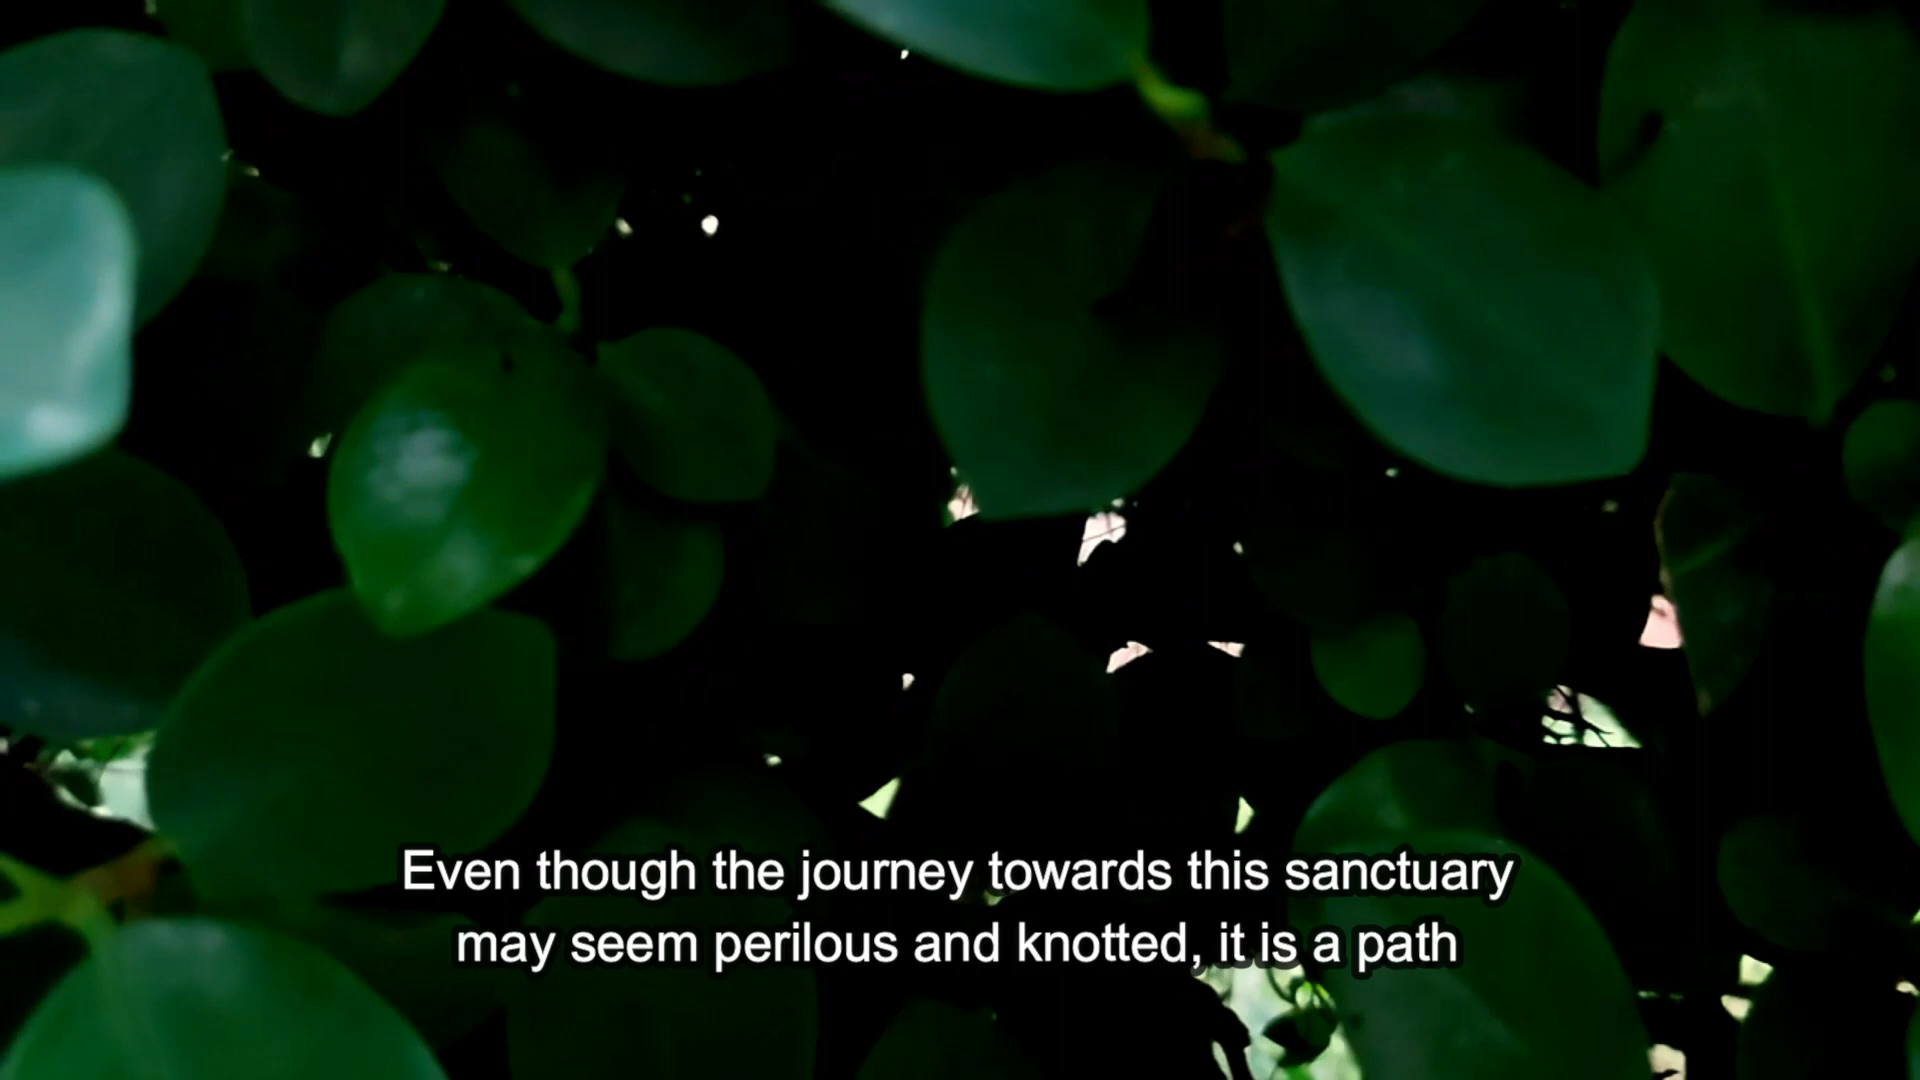 Even though the journey towards this sanctuary
may seem perilous and knotted, it is a path